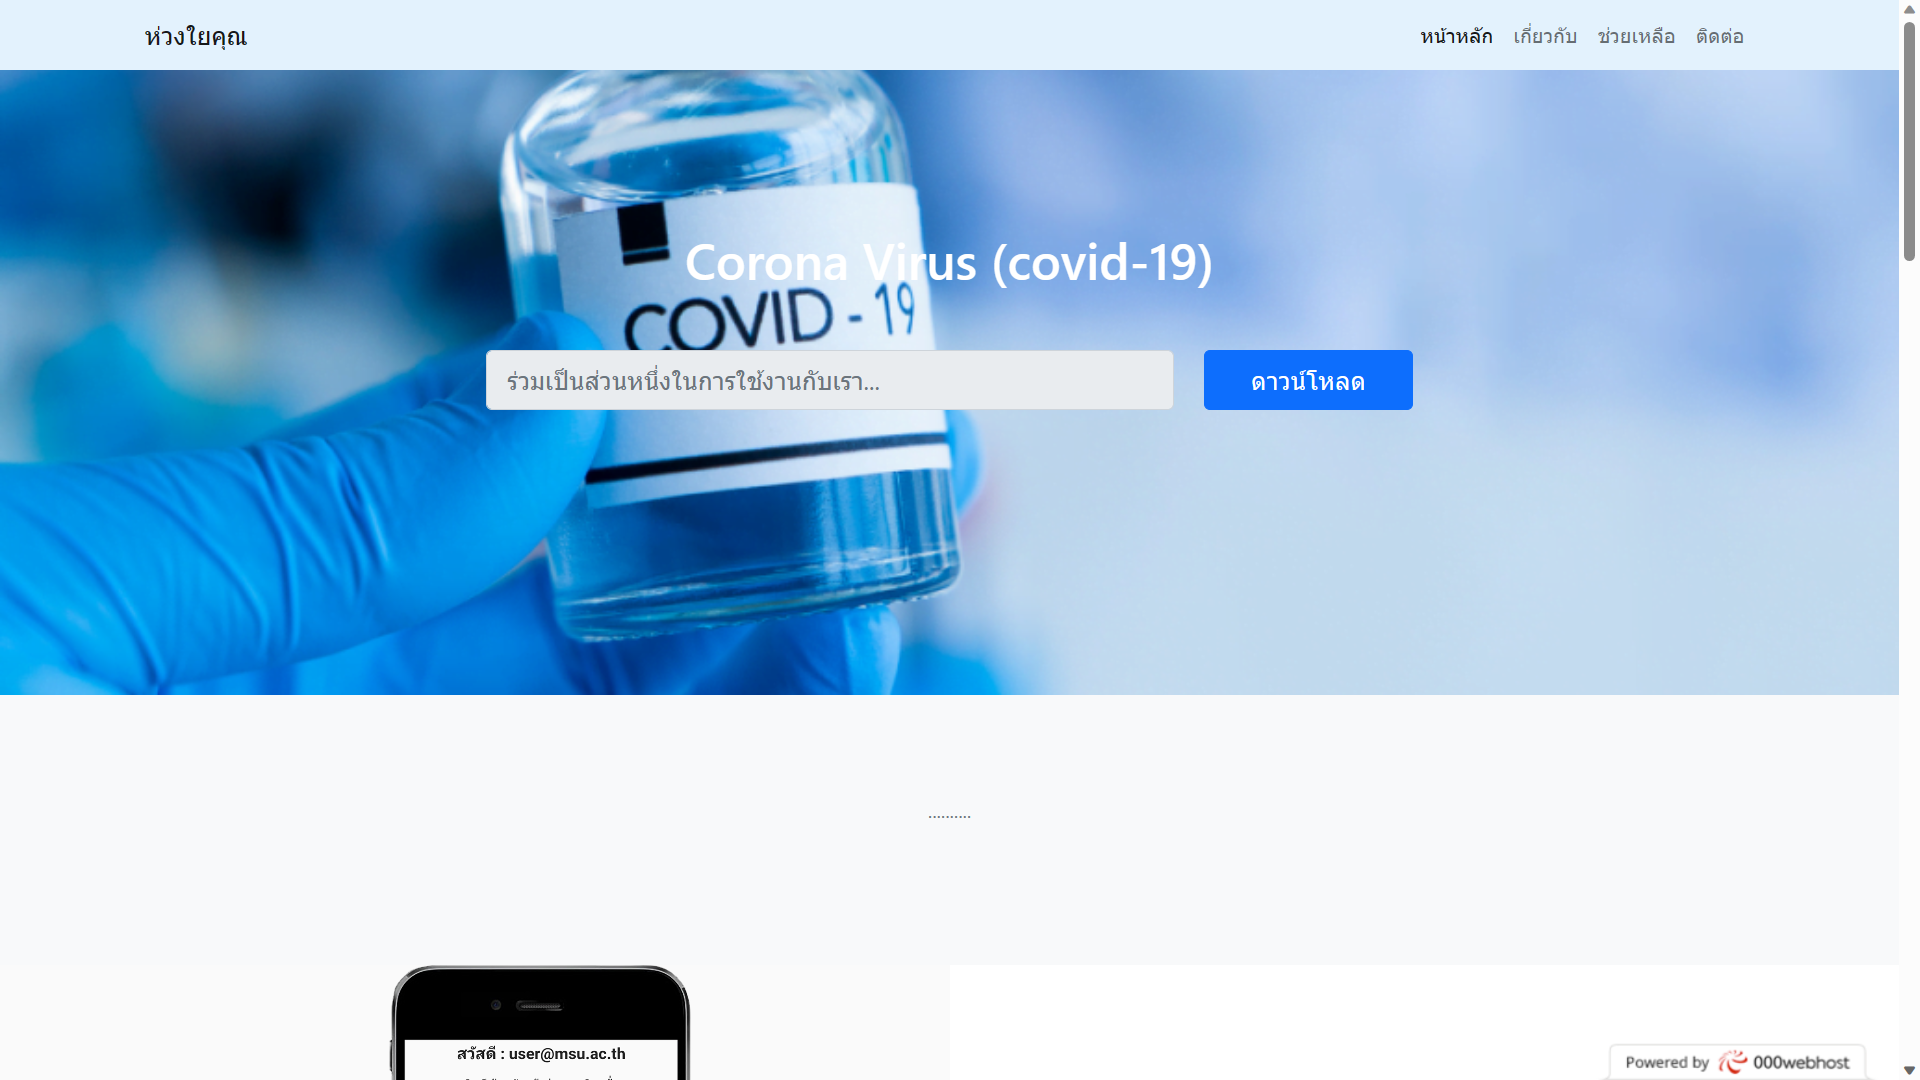 ห่วงใยคุณ
หน้าหลัก เกี่ยวกับ ช่วยเหลือ ติดต่อ
Corona Virus (covid-19)
COVID - 19
ร่วมเป็นส่วนหนึ่งในการใช้งานกับเรา...
ดาวน์โหลด
..........
สวัสดี : user@msu.ac.th
Powered by 000webhost